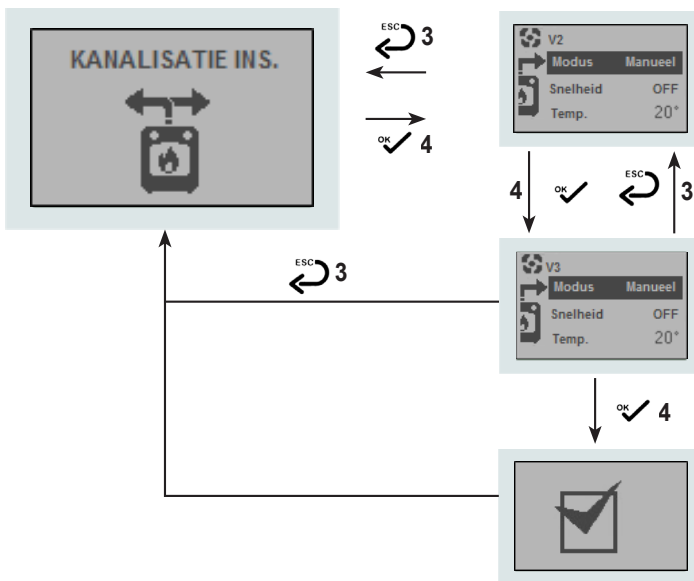 KANALISATIE INS.
ESC 3
OK 4
V2
Modus Manueel
Snelheid OFF
Temp. 20°
4 OK
ESC 3
V3
Modus Manueel
Snelheid OFF
Temp. 20°
ESC 3
OK 4